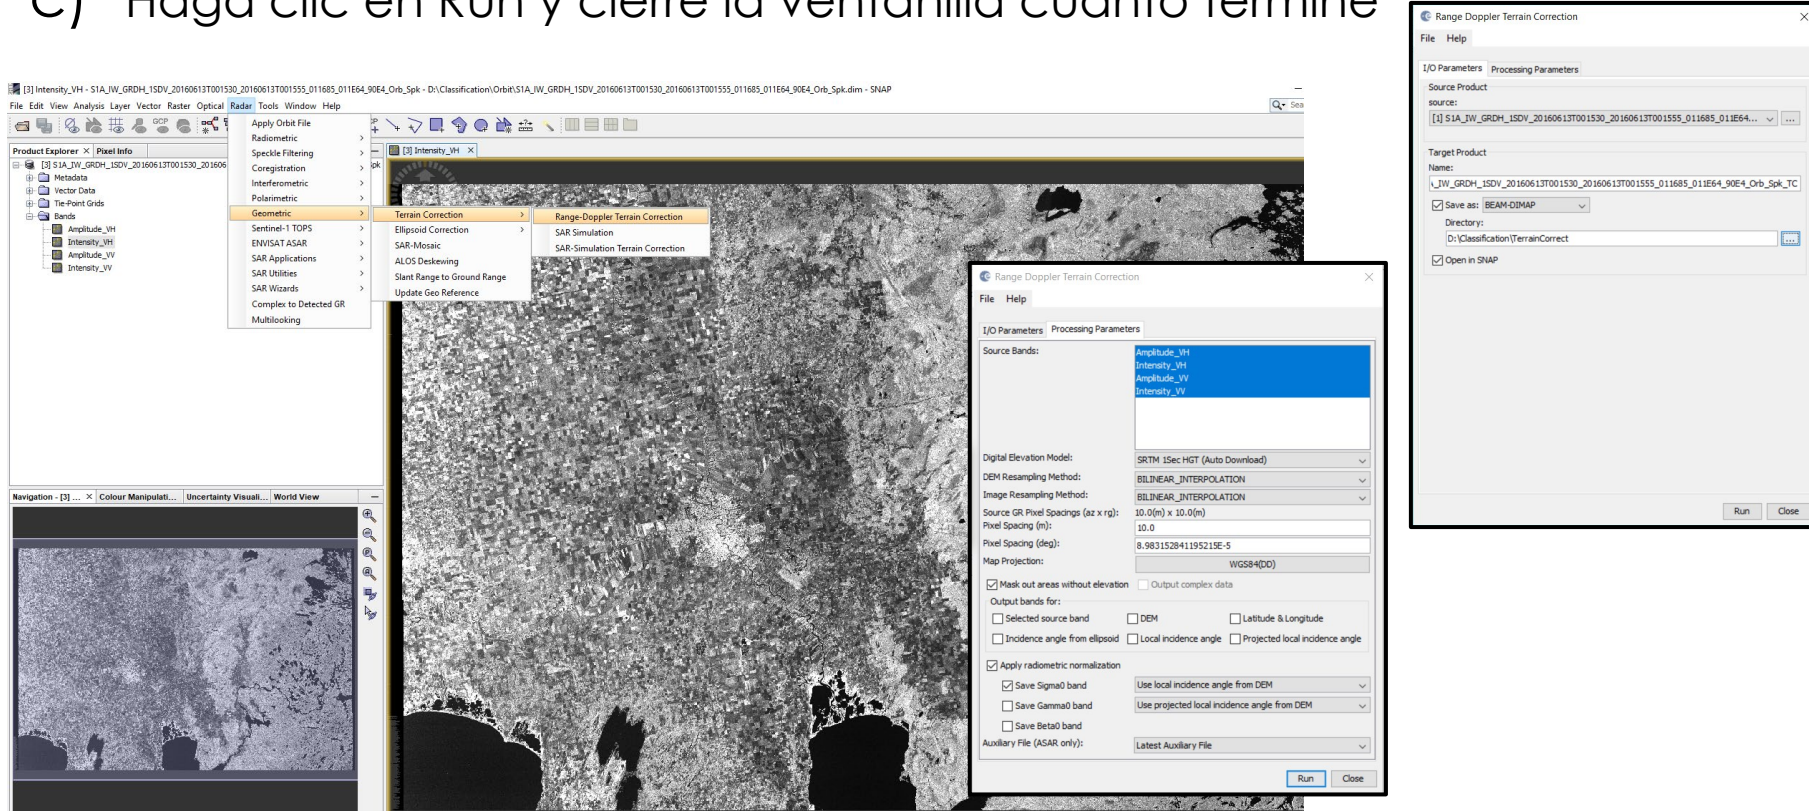 C) Haga clic en Run y cierre la ventanilla cuanto termine
[3] Intensity_VH - S1A_IW_GRDH_1SDV_20160613T001530_20160613T001555_011685_011E64_90E4_Orb_Spk - D:\Classification\Orbit\S1A_IW_GRDH_1SDV_20160613T001530_20160613T001555_011685_011E64_90E4_Orb_Spk.dim - SNAP
File Edit View Analysis Layer Vector Raster Optical Radar Tools Window Help
GCP
Product Explorer Pixel Info
[3] S1A_IW_GRDH_1SDV_20160613T001530_201606
Metadata
Vector Data
Tie-Point Grids
Bands
Amplitude_VH
Intensity_VH
Amplitude_VV
Intensity_VV
Apply Orbit File
Radiometric
Speckle Filtering
Coregistration
Interferometric
Polarimetric
Geometric
Sentinel-1 TOPS
ENVISAT ASAR
SAR Applications
SAR Utilities
SAR Wizards
Complex to Detected GR
Multilooking
Terrain Correction
Ellipsoid Correction
SAR-Mosaic
ALOS Deskewing
Slant Range to Ground Range
Update Geo Reference
Range-Doppler Terrain Correction
SAR Simulation
SAR-Simulation Terrain Correction
[3] Intensity_VH
Navigation - [3] ... Colour Manipulati... Uncertainty Visuali... World View
Range Doppler Terrain Correction
File Help
I/O Parameters Processing Parameters
Source Bands:
Amplitude_VH
Intensity_VH
Amplitude_VV
Intensity_VV
Digital Elevation Model: SRTM 1Sec HGT (Auto Download)
DEM Resampling Method: BILINEAR_INTERPOLATION
Image Resampling Method: BILINEAR_INTERPOLATION
Source GR Pixel Spacings (az x rg): 10.0(m) x 10.0(m)
Pixel Spacing (m): 10.0
Pixel Spacing (deg): 8.983152841195215E-5
Map Projection: WGS84(DD)
Mask out areas without elevation Output complex data
Output bands for:
Selected source band DEM Latitude & Longitude
Incidence angle from ellipsoid Local incidence angle Projected local incidence angle
Apply radiometric normalization
Save Sigma0 band Use local incidence angle from DEM
Save Gamma0 band Use projected local incidence angle from DEM
Save Beta0 band
Auxiliary File (ASAR only): Latest Auxiliary File
Run Close
Range Doppler Terrain Correction
File Help
I/O Parameters Processing Parameters
Source Product
source:
[1] S1A_IW_GRDH_1SDV_20160613T001530_20160613T001555_011685_011E64... ...
Target Product
Name:
_IW_GRDH_1SDV_20160613T001530_20160613T001555_011685_011E64_90E4_Orb_Spk_TC
Save as: BEAM-DIMAP
Directory:
D:\Classification\TerrainCorrect ...
Open in SNAP
Run Close